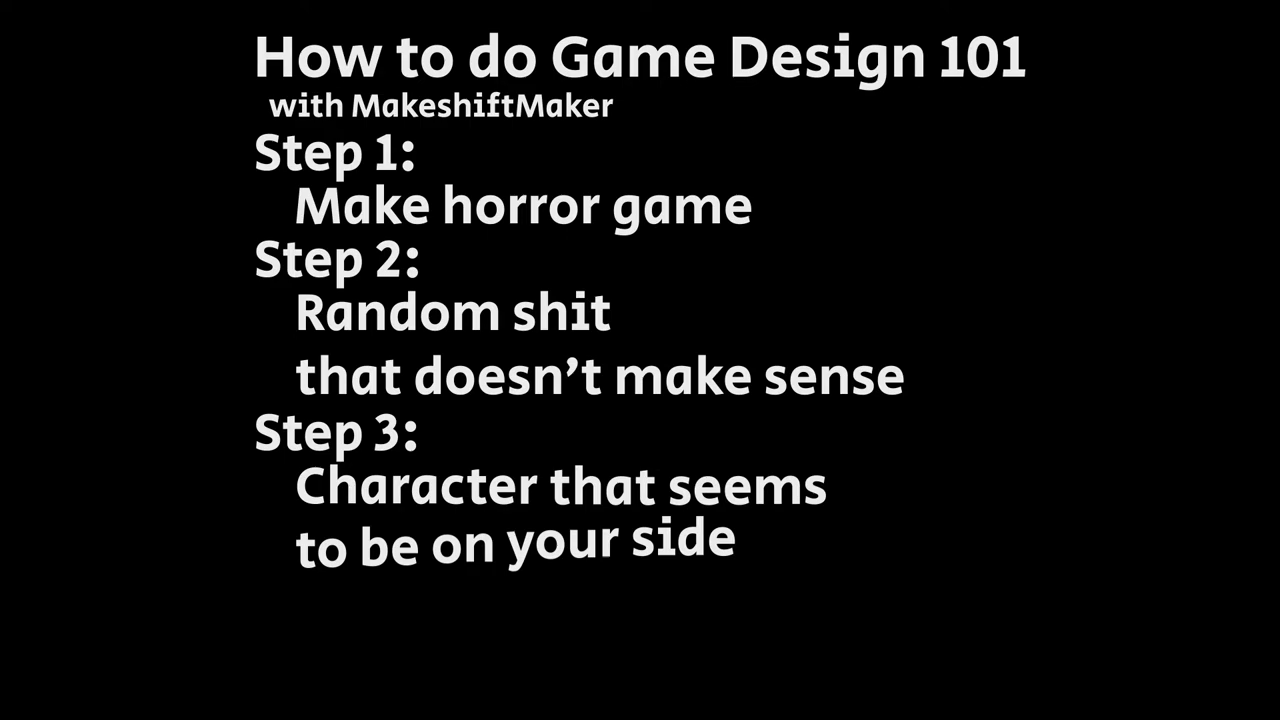 How to do Game Design 101
with MakeshiftMaker
Step 1:
Make horror game
Step 2:
Random shit
that doesn’t make sense
Step 3:
Character that seems
to be on your side